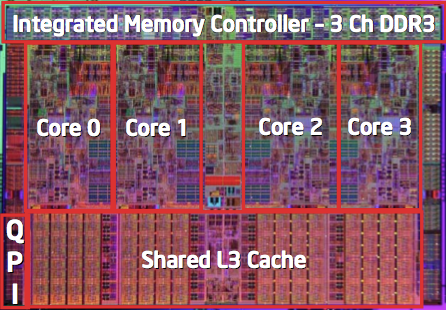 Integrated Memory Controller – 3 Ch DDR3
Core 0
Core 1
Core 2
Core 3
Q
P
I
Shared L3 Cache